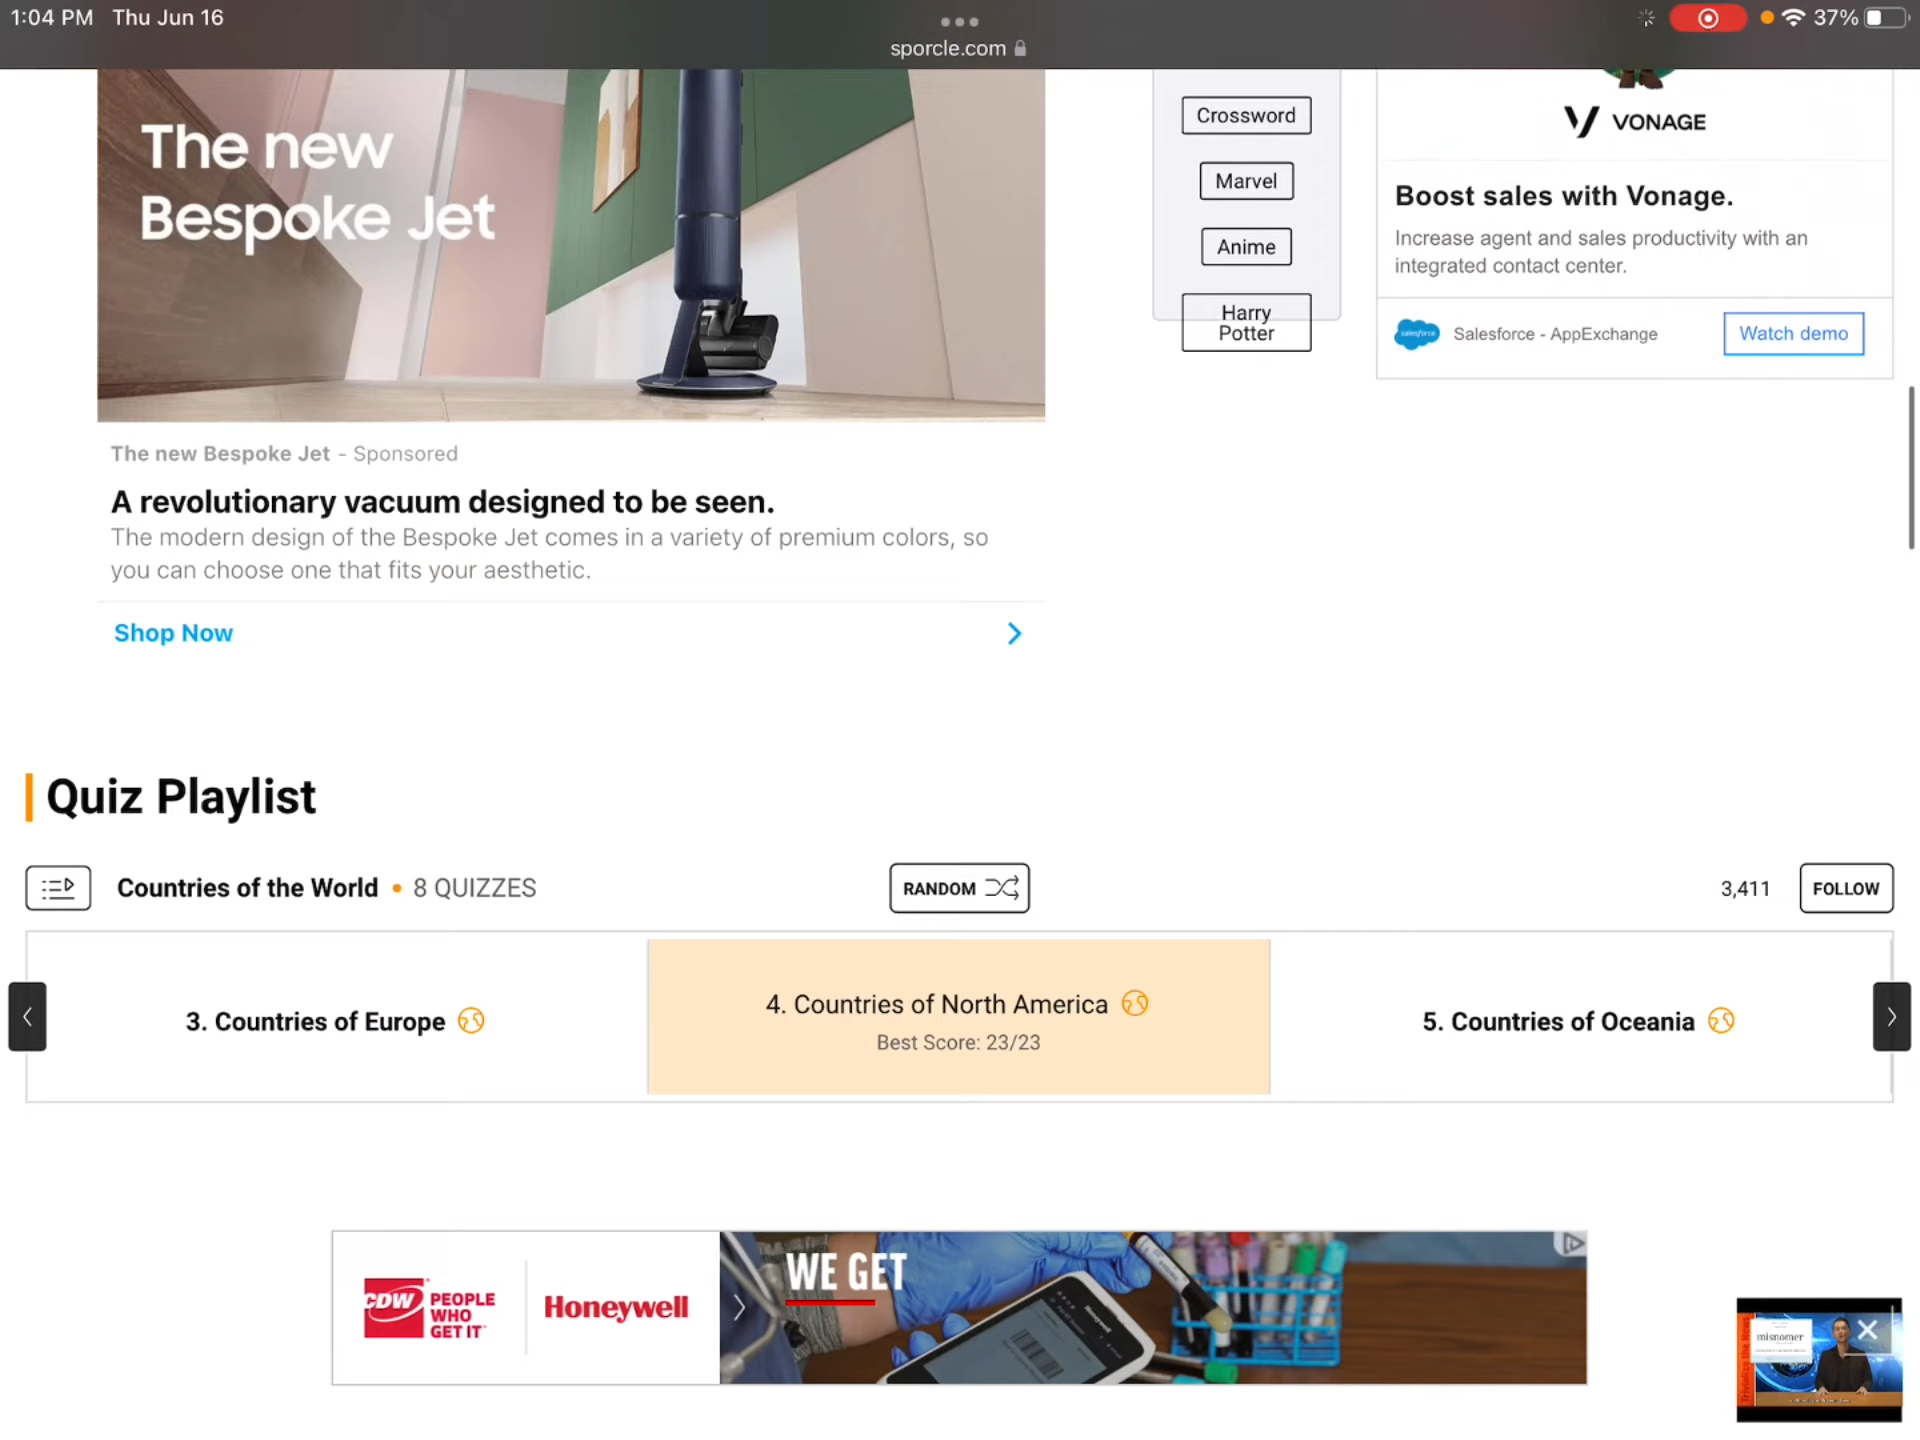 1:04 PM Thu Jun 16
37%
sporcle.com
The new
Bespoke Jet
The new Bespoke Jet - Sponsored
A revolutionary vacuum designed to be seen.
The modern design of the Bespoke Jet comes in a variety of premium colors, so
you can choose one that fits your aesthetic.
Shop Now
Crossword
Marvel
Anime
Harry
Potter
VONAGE
Boost sales with Vonage.
Increase agent and sales productivity with an
integrated contact center.
salesforce
Salesforce - AppExchange
Watch demo
Quiz Playlist
Countries of the World • 8 QUIZZES
RANDOM
3,411
FOLLOW
3. Countries of Europe
4. Countries of North America
Best Score: 23/23
5. Countries of Oceania
CDW
PEOPLE
WHO
GET IT
Honeywell
WE GET
misnomer